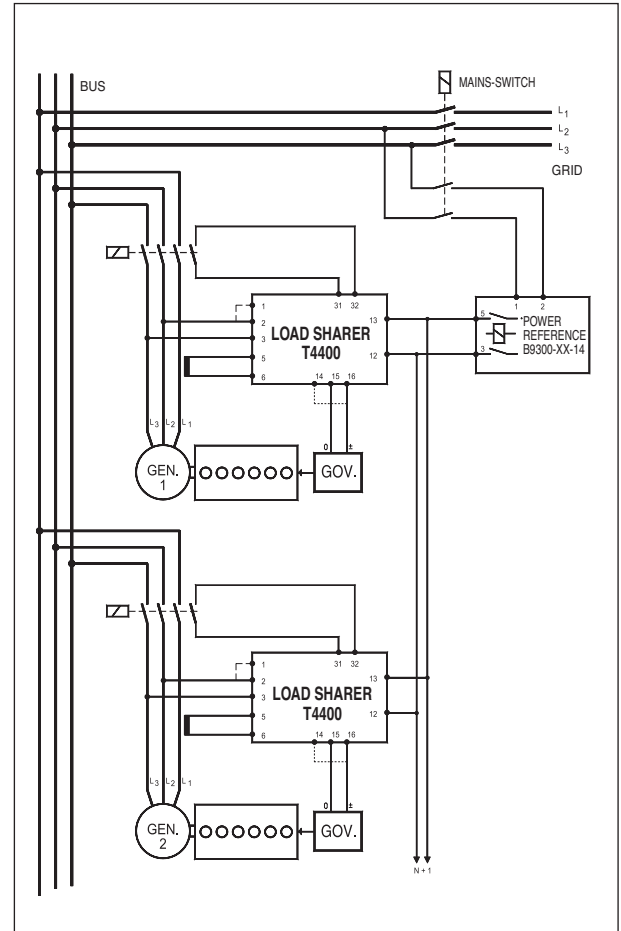 BUS
MAINS-SWITCH
L1
L2
L3
GRID
1 2
1
2
3
5
6
31 32
13
12
LOAD SHARER
T4400
14 15 16
5
3
*POWER
REFERENCE
B9300-XX-14
L3 L2 L1
0 ±
GEN.
1
GOV.
1
2
3
5
6
31 32
13
12
LOAD SHARER
T4400
14 15 16
L3 L2 L1
0 ±
GEN.
2
GOV.
N + 1